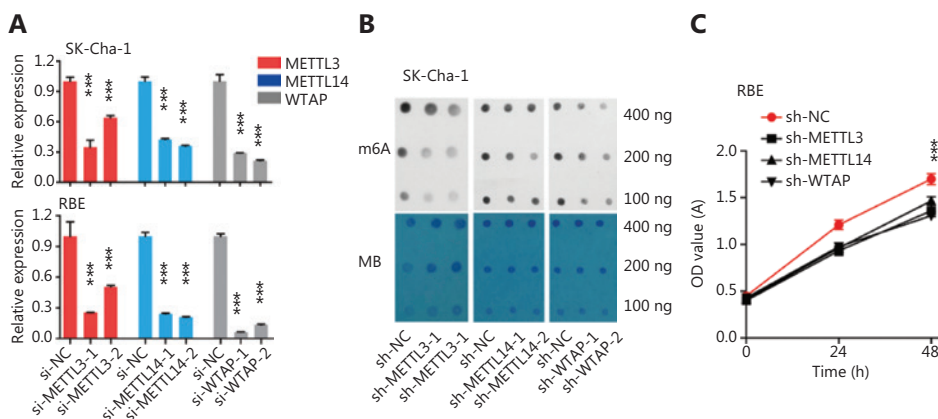 A
SK-Cha-1
METTL3
METTL14
WTAP
Relative expression
1.2
0.9
0.6
0.3
0.0
***
***
***
***
***
***
RBE
Relative expression
1.2
0.9
0.6
0.3
0.0
***
***
***
***
***
***
si-NC
si-METTL3-1
si-METTL3-2
si-NC
si-METTL14-1
si-METTL14-2
si-NC
si-WTAP-1
si-WTAP-2
B
SK-Cha-1
m6A
400 ng
200 ng
100 ng
MB
400 ng
200 ng
100 ng
sh-NC
sh-METTL3-1
sh-METTL3-1
sh-NC
sh-METTL14-1
sh-METTL14-2
sh-NC
sh-WTAP-1
sh-WTAP-2
C
RBE
sh-NC
sh-METTL3
sh-METTL14
sh-WTAP
***
OD value (A)
2.0
1.5
1.0
0.5
0.0
0
24
48
Time (h)